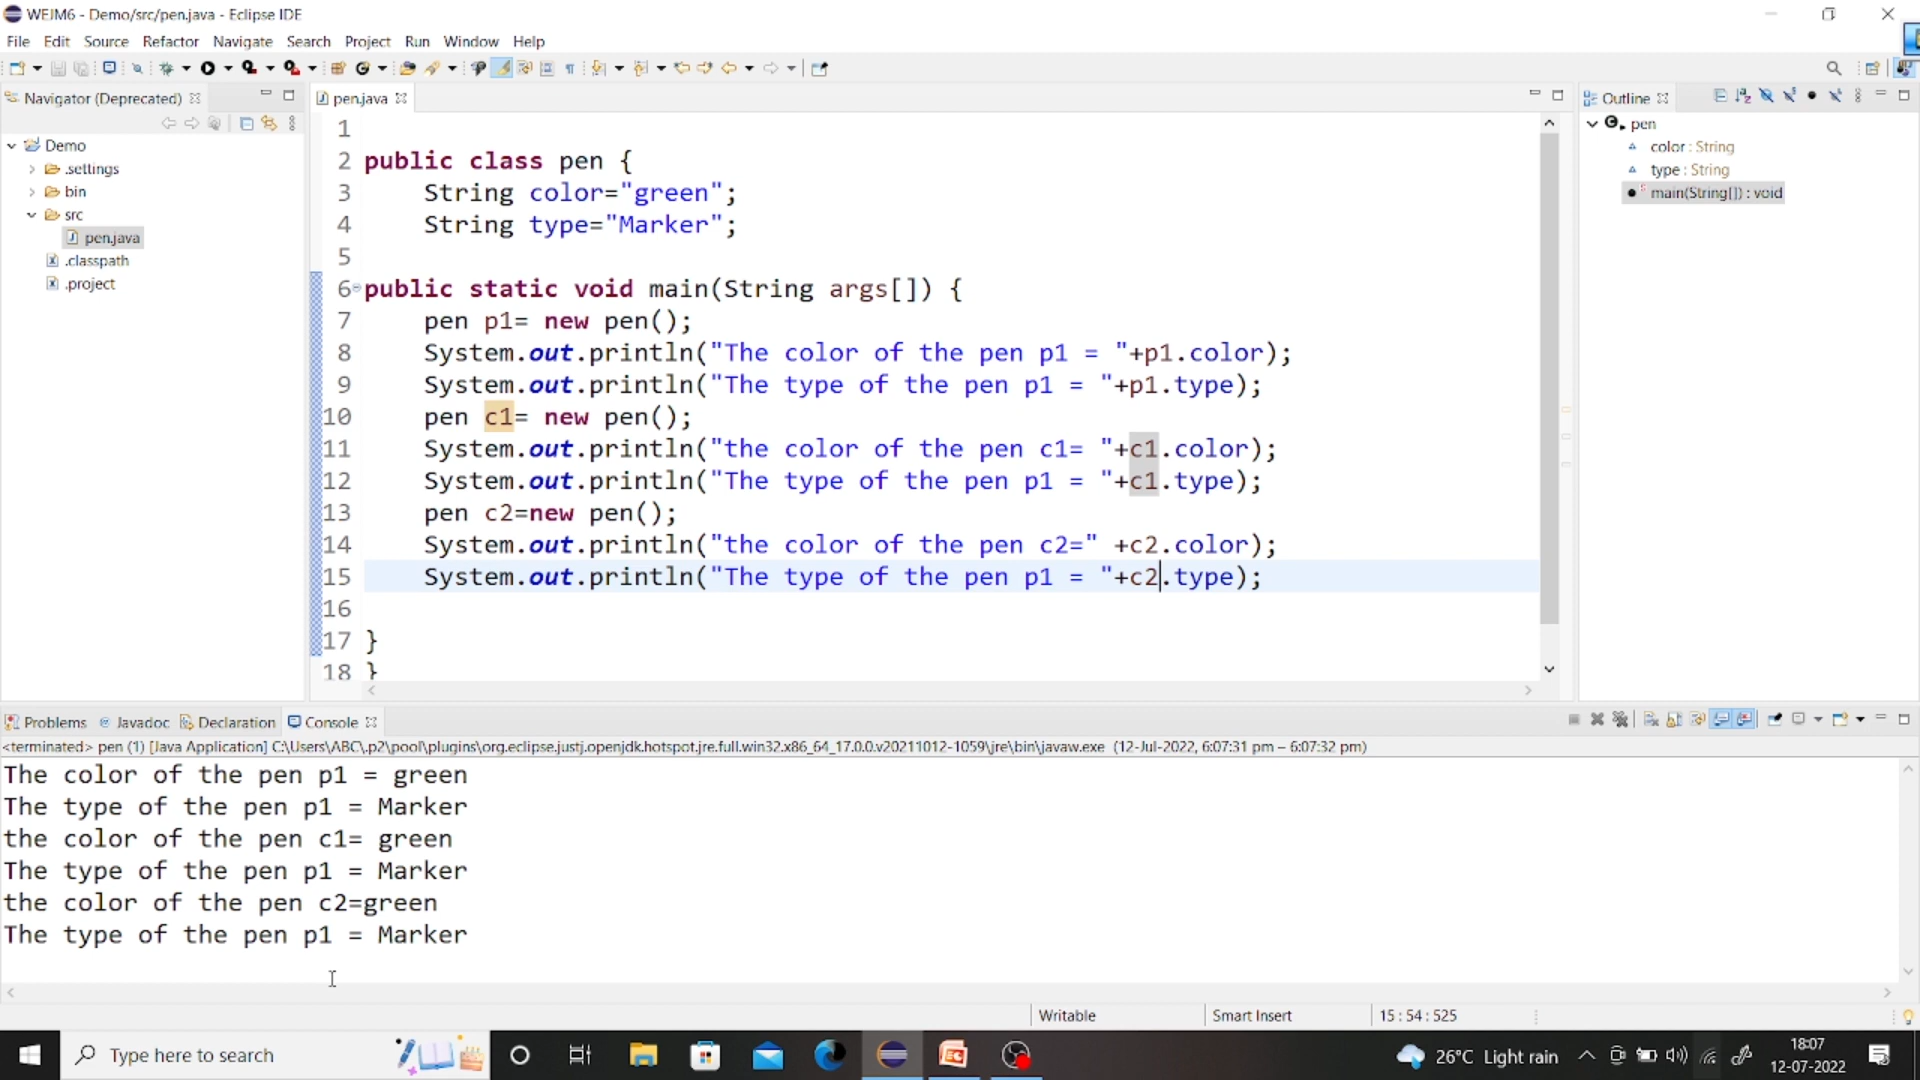 WEJM6 - Demo/src/pen.java - Eclipse IDE
File Edit Source Refactor Navigate Search Project Run Window Help
Navigator (Deprecated)
Demo
.settings
bin
src
pen.java
.classpath
.project
pen.java
1
2 public class pen {
3 String color="green";
4 String type="Marker";
5
6 public static void main(String args[]) {
7 pen p1= new pen();
8 System.out.println("The color of the pen p1 = "+p1.color);
9 System.out.println("The type of the pen p1 = "+p1.type);
10 pen c1= new pen();
11 System.out.println("the color of the pen c1= "+c1.color);
12 System.out.println("The type of the pen p1 = "+c1.type);
13 pen c2=new pen();
14 System.out.println("the color of the pen c2=" +c2.color);
15 System.out.println("The type of the pen p1 = "+c2.type);
16
17 }
18 }
Outline
pen
color : String
type : String
main(String[]) : void
Problems @ Javadoc Declaration Console
<terminated> pen (1) [Java Application] C:\Users\ABC\.p2\pool\plugins\org.eclipse.justj.openjdk.hotspot.jre.full.win32.x86_64_17.0.0.v20211012-1059\jre\bin\javaw.exe (12-Jul-2022, 6:07:31 pm – 6:07:32 pm)
The color of the pen p1 = green
The type of the pen p1 = Marker
the color of the pen c1= green
The type of the pen p1 = Marker
the color of the pen c2=green
The type of the pen p1 = Marker
Writable Smart Insert 15 : 54 : 525
Type here to search
26°C Light rain
18:07
12-07-2022